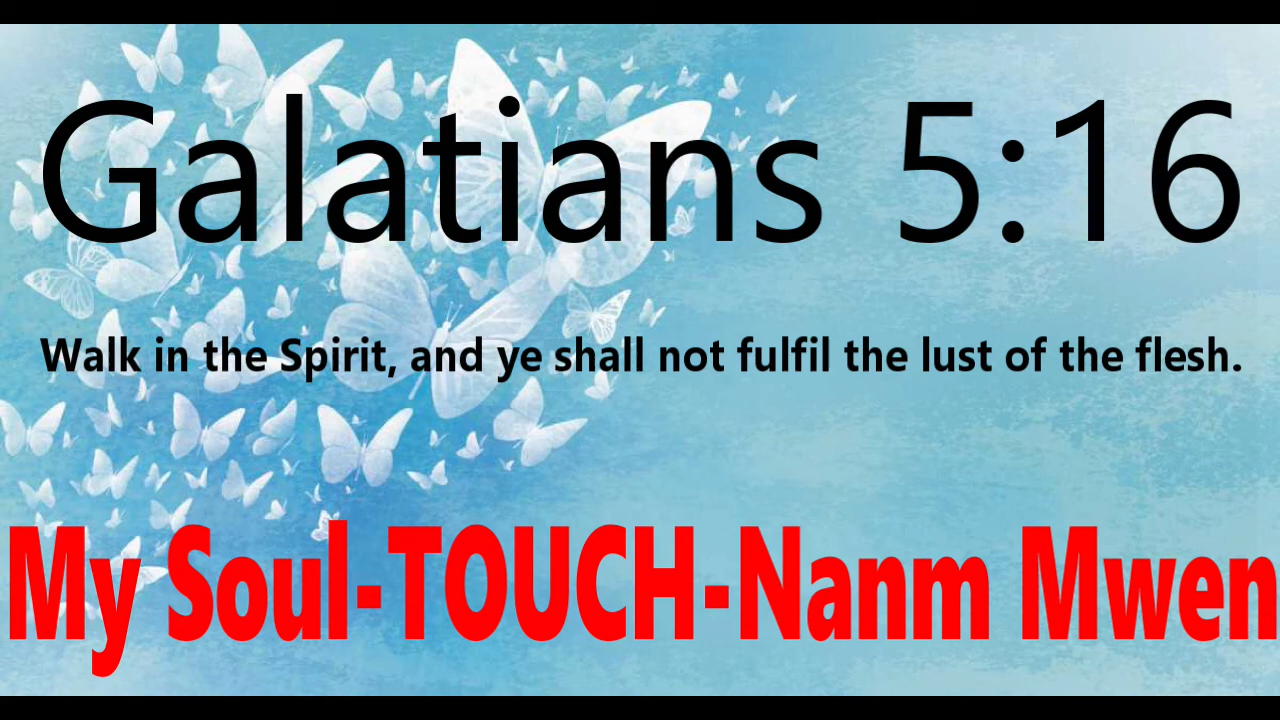 Galatians 5:16
Walk in the Spirit, and ye shall not fulfil the lust of the flesh.
My Soul-TOUCH-Nanm Mwen